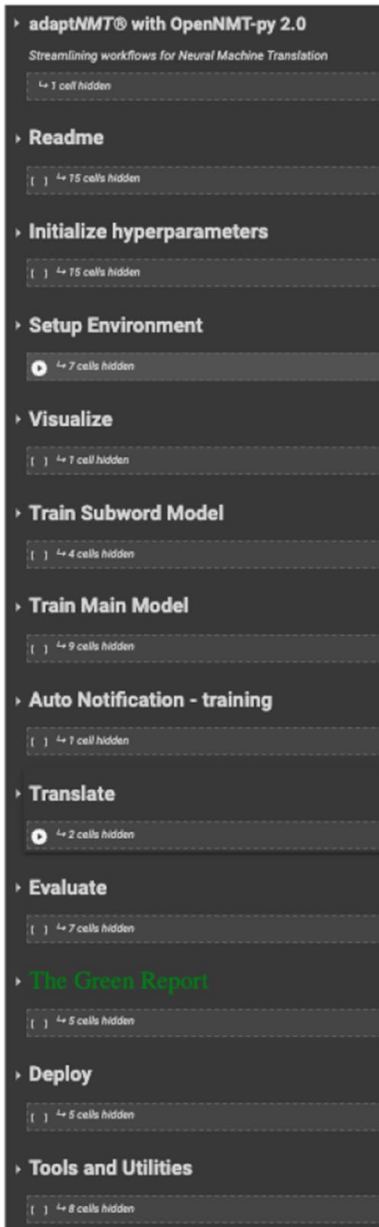 adaptNMT® with OpenNMT-py 2.0
Streamlining workflows for Neural Machine Translation
↳ 1 cell hidden
Readme
[ ] ↳ 15 cells hidden
Initialize hyperparameters
[ ] ↳ 15 cells hidden
Setup Environment
↳ 7 cells hidden
Visualize
[ ] ↳ 1 cell hidden
Train Subword Model
[ ] ↳ 4 cells hidden
Train Main Model
[ ] ↳ 9 cells hidden
Auto Notification - training
[ ] ↳ 1 cell hidden
Translate
↳ 2 cells hidden
Evaluate
[ ] ↳ 7 cells hidden
The Green Report
[ ] ↳ 5 cells hidden
Deploy
[ ] ↳ 5 cells hidden
Tools and Utilities
[ ] ↳ 8 cells hidden